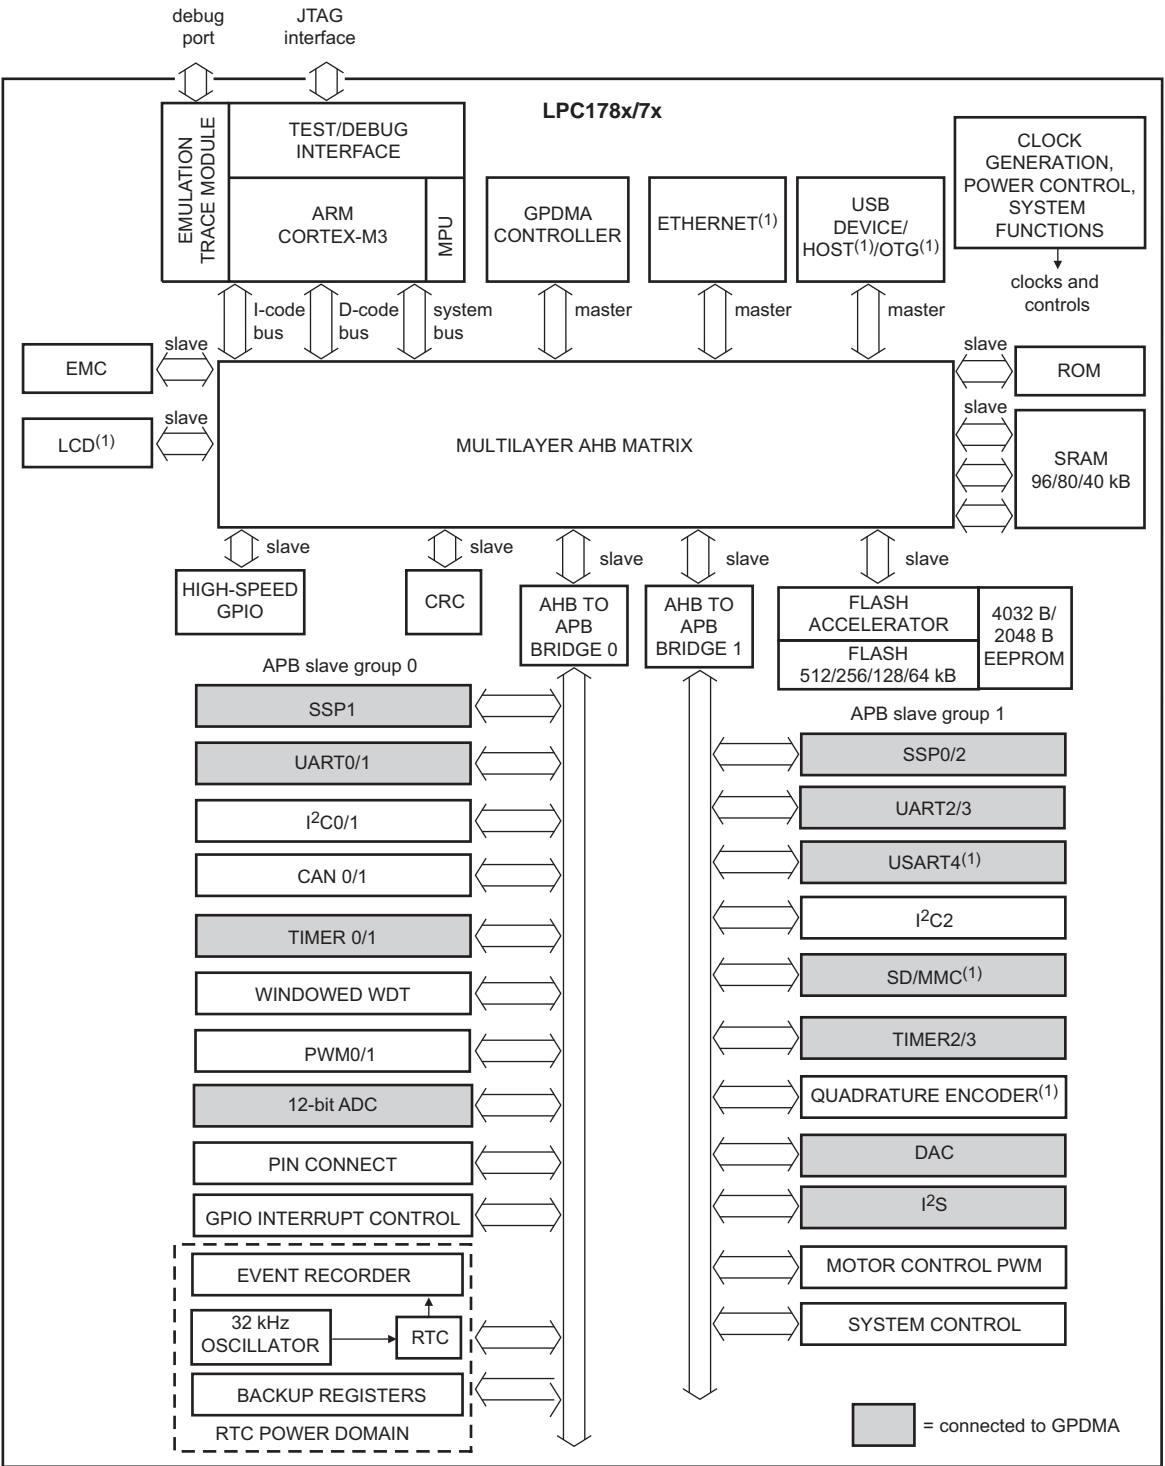 debug
port
JTAG
interface
LPC178x/7x
EMULATION
TRACE MODULE
TEST/DEBUG
INTERFACE
ARM
CORTEX-M3
MPU
GPDMA
CONTROLLER
ETHERNET(1)
USB
DEVICE/
HOST(1)/OTG(1)
CLOCK
GENERATION,
POWER CONTROL,
SYSTEM
FUNCTIONS
clocks and
controls
I-code
bus
D-code
bus
system
bus
master
master
master
EMC
slave
LCD(1)
slave
MULTILAYER AHB MATRIX
slave
ROM
slave
SRAM
96/80/40 kB
slave
slave
slave
slave
slave
HIGH-SPEED
GPIO
CRC
AHB TO
APB
BRIDGE 0
AHB TO
APB
BRIDGE 1
FLASH
ACCELERATOR
FLASH
512/256/128/64 kB
4032 B/
2048 B
EEPROM
APB slave group 0
SSP1
UART0/1
I2C0/1
CAN 0/1
TIMER 0/1
WINDOWED WDT
PWM0/1
12-bit ADC
PIN CONNECT
GPIO INTERRUPT CONTROL
EVENT RECORDER
32 kHz
OSCILLATOR
RTC
BACKUP REGISTERS
RTC POWER DOMAIN
APB slave group 1
SSP0/2
UART2/3
USART4(1)
I2C2
SD/MMC(1)
TIMER2/3
QUADRATURE ENCODER(1)
DAC
I2S
MOTOR CONTROL PWM
SYSTEM CONTROL
= connected to GPDMA